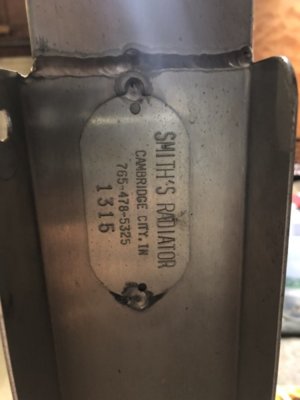 SMITH'S RADIATOR
CAMBRIDGE CITY, IN
765-478-5325
1315